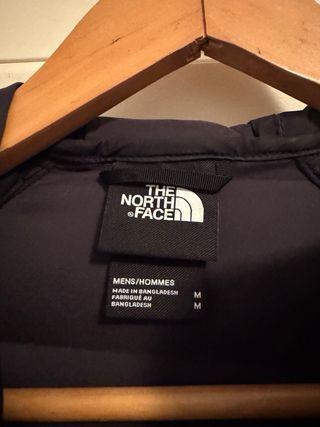 THE
NORTH
®FACE
MENS/HOMMES
MADE IN BANGLADESH M
FABRIQUÉ AU
BANGLADESH M